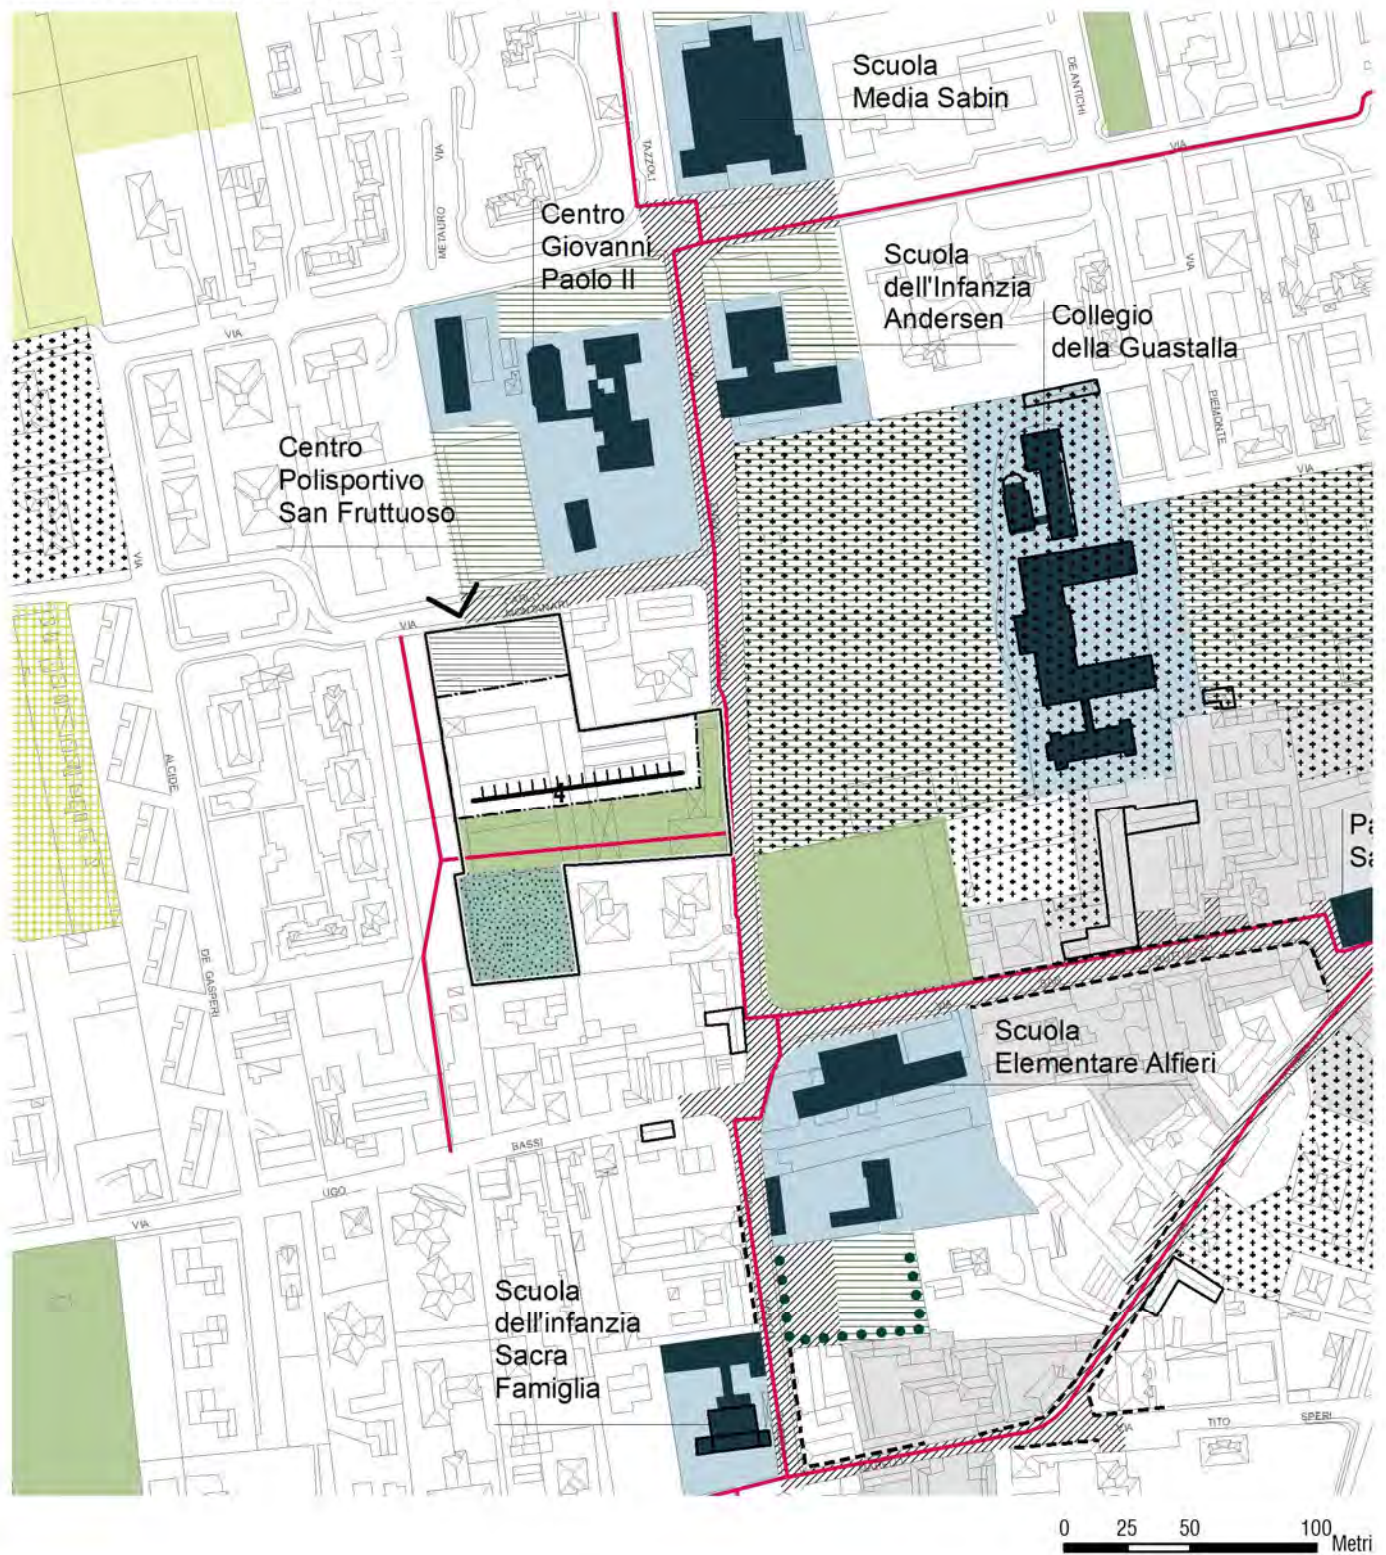 Scuola
Media Sabin
DE ANTICHI
VIA
TAZZOLI
VIA
METAURO
Centro
Giovanni
Paolo II
Scuola
dell'Infanzia
Andersen
VIA
Collegio
della Guastalla
VIA
PIEMONTE
VIA
Centro
Polisportivo
San Fruttuoso
VIA
CARLO
VIA
4
ALCIDE
DE GASPERI
Pa
Sa
VIA
SAN
Scuola
Elementare Alfieri
BASSI
UGO
VIA
Scuola
dell'infanzia
Sacra
Famiglia
VIA
TITO
SPERI
0 25 50 100
Metri